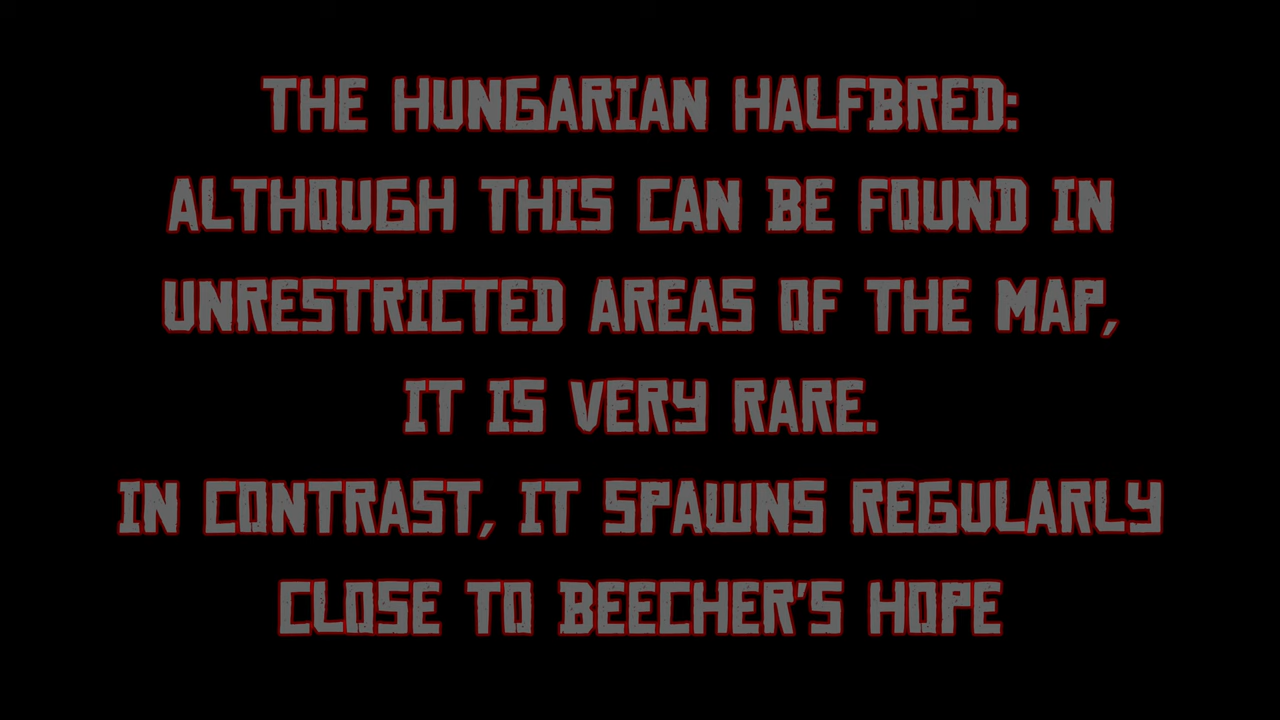 THE HUNGARIAN HALFBRED:
ALTHOUGH THIS CAN BE FOUND IN
UNRESTRICTED AREAS OF THE MAP,
IT IS VERY RARE.
IN CONTRAST, IT SPAWNS REGULARLY
CLOSE TO BEECHER'S HOPE